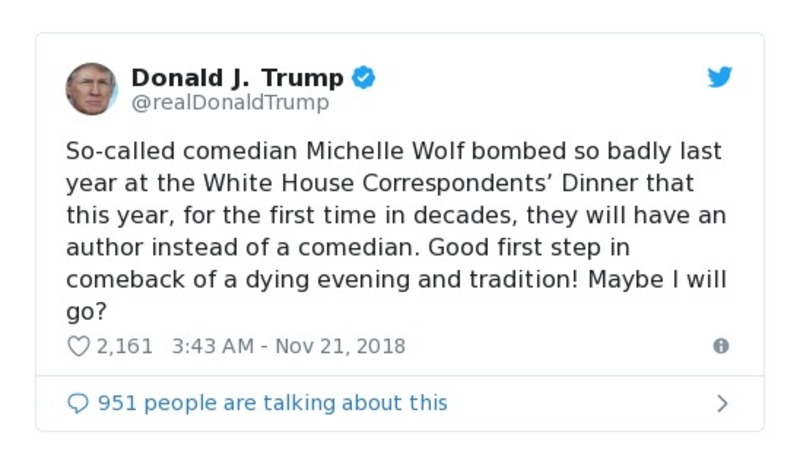 Donald J. Trump
@realDonaldTrump
So-called comedian Michelle Wolf bombed so badly last
year at the White House Correspondents’ Dinner that
this year, for the first time in decades, they will have an
author instead of a comedian. Good first step in
comeback of a dying evening and tradition! Maybe I will
go?
2,161 3:43 AM - Nov 21, 2018
951 people are talking about this